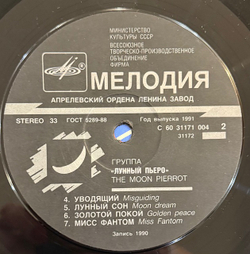 МИНИСТЕРСТВО
КУЛЬТУРЫ СССР
ВСЕСОЮЗНОЕ
ТВОРЧЕСКО-ПРОИЗВОДСТВЕННОЕ
ОБЪЕДИНЕНИЕ
ФИРМА
МЕЛОДИЯ
АПРЕЛЕВСКИЙ ОРДЕНА ЛЕНИНА ЗАВОД
STEREO 33 ГОСТ 5289-88 Год выпуска 1991
С 60 31171 004 2
31172
ГРУППА
«ЛУННЫЙ ПЬЕРО»
THE MOON PIERROT
4. УВОДЯЩИЙ Misguiding
5. ЛУННЫЙ СОН Moon dream
6. ЗОЛОТОЙ ПОКОЙ Golden peace
7. МИСС ФАНТОМ Miss Fantom
Запись 1990